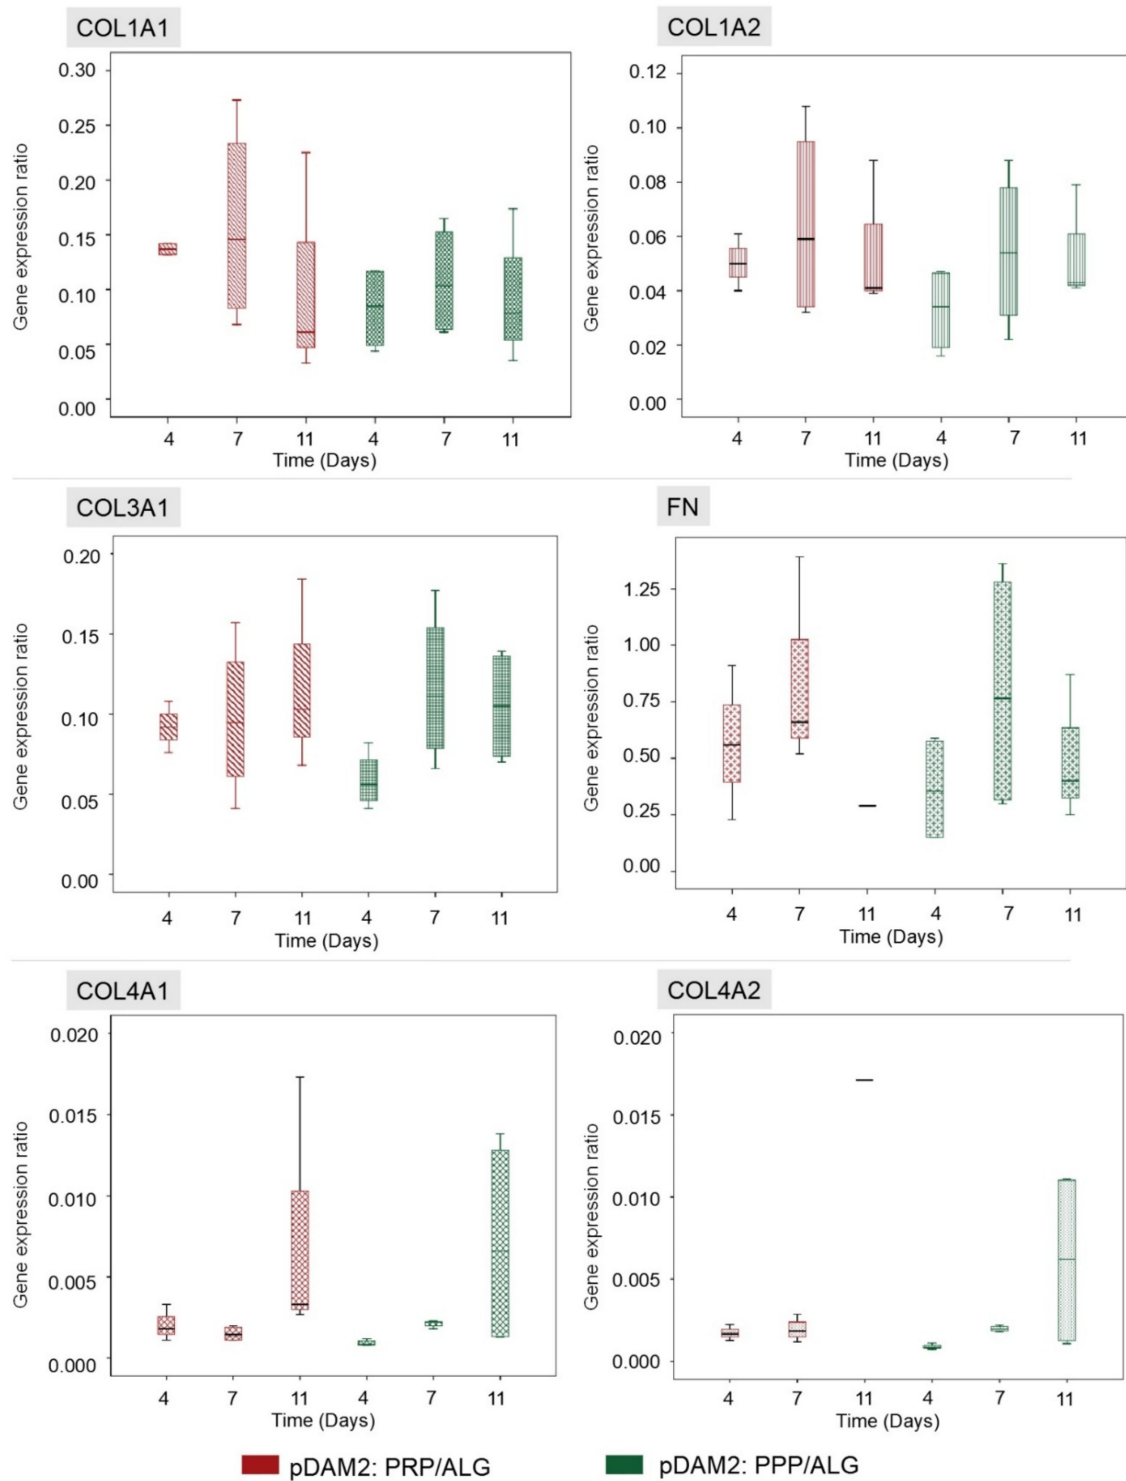 COL1A1
Gene expression ratio
0.30
0.25
0.20
0.15
0.10
0.05
0.00
4 7 11 4 7 11
Time (Days)
COL1A2
Gene expression ratio
0.12
0.10
0.08
0.06
0.04
0.02
0.00
4 7 11 4 7 11
Time (Days)
COL3A1
Gene expression ratio
0.20
0.15
0.10
0.05
0.00
4 7 11 4 7 11
Time (Days)
FN
Gene expression ratio
1.25
1.00
0.75
0.50
0.25
0.00
4 7 11 4 7 11
Time (Days)
COL4A1
Gene expression ratio
0.020
0.015
0.010
0.005
0.000
4 7 11 4 7 11
Time (Days)
COL4A2
Gene expression ratio
0.020
0.015
0.010
0.005
0.000
4 7 11 4 7 11
Time (Days)
pDAM2: PRP/ALG
pDAM2: PPP/ALG